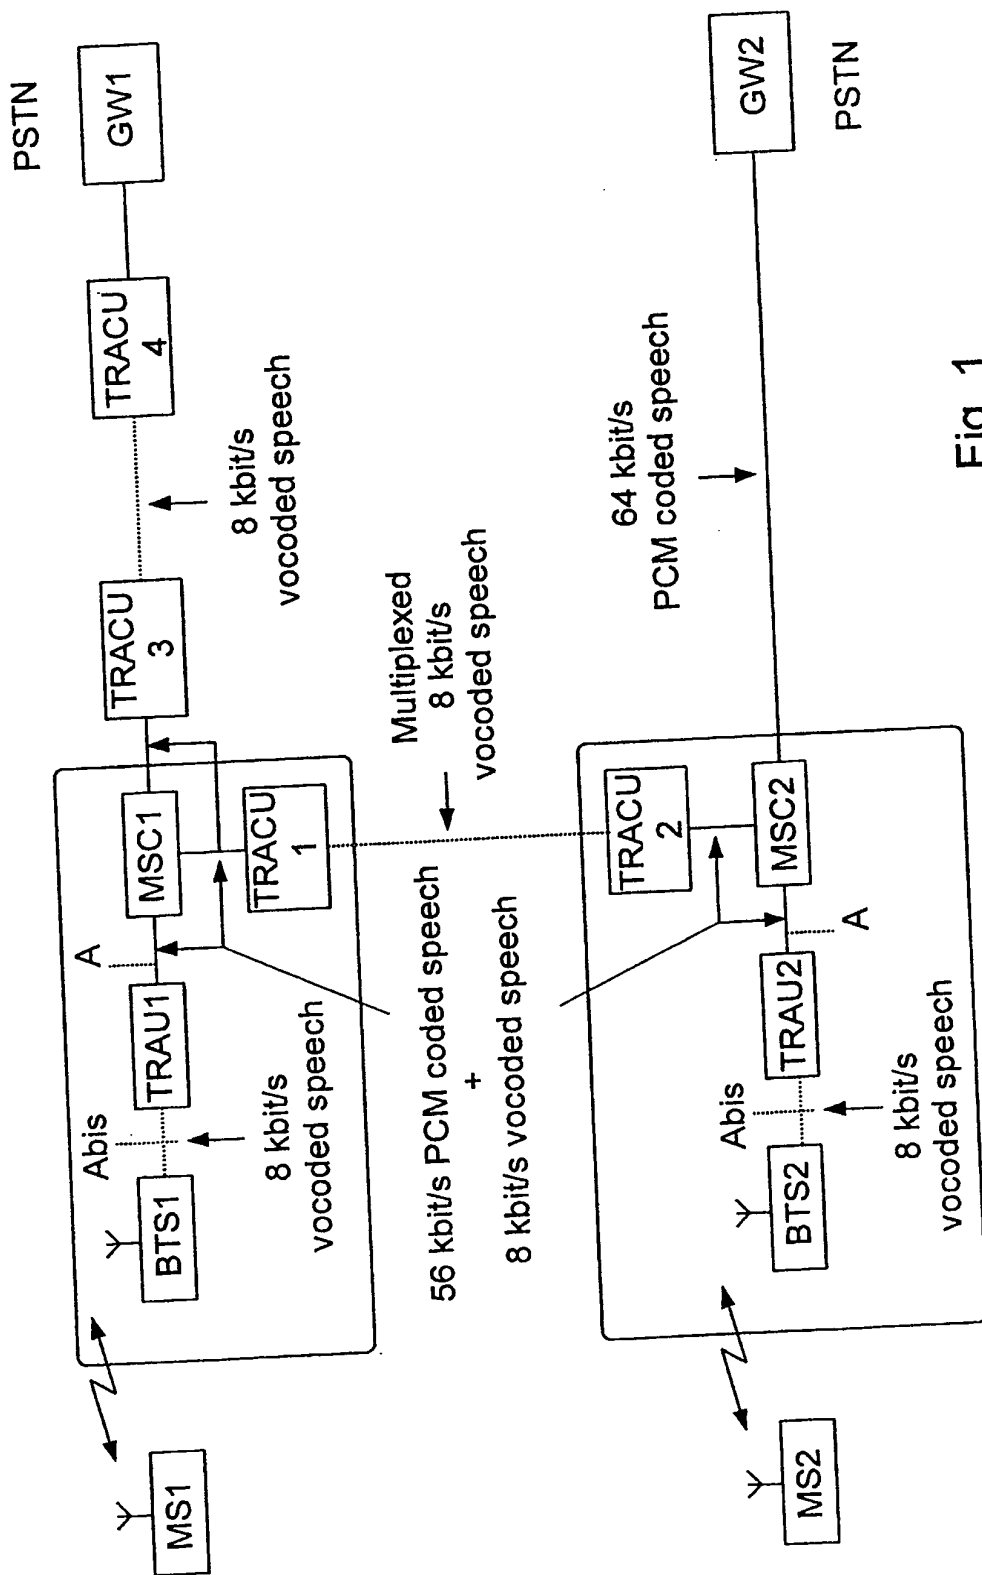 PSTN
GW1
TRACU
4
8 kbit/s
vocoded speech
TRACU
3
MSC1
TRACU
1
A
TRAU1
Abis
8 kbit/s
vocoded speech
BTS1
MS1
Multiplexed
8 kbit/s
vocoded speech
56 kbit/s PCM coded speech
+
8 kbit/s vocoded speech
GW2
PSTN
64 kbit/s
PCM coded speech
TRACU
2
MSC2
A
TRAU2
Abis
8 kbit/s
vocoded speech
BTS2
MS2
Fig. 1